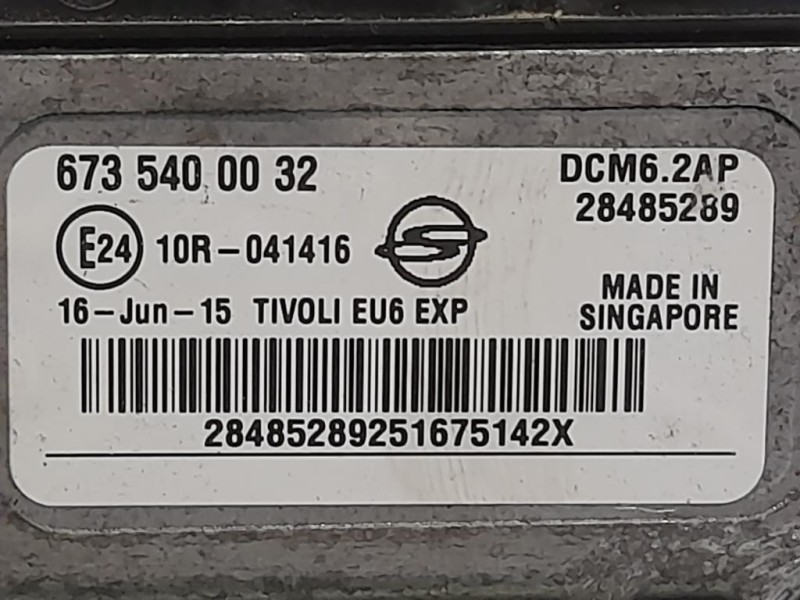 673 540 00 32
DCM6.2AP
28485289
E24 10R-041416
16-Jun-15 TIVOLI EU6 EXP
MADE IN
SINGAPORE
28485289251675142X